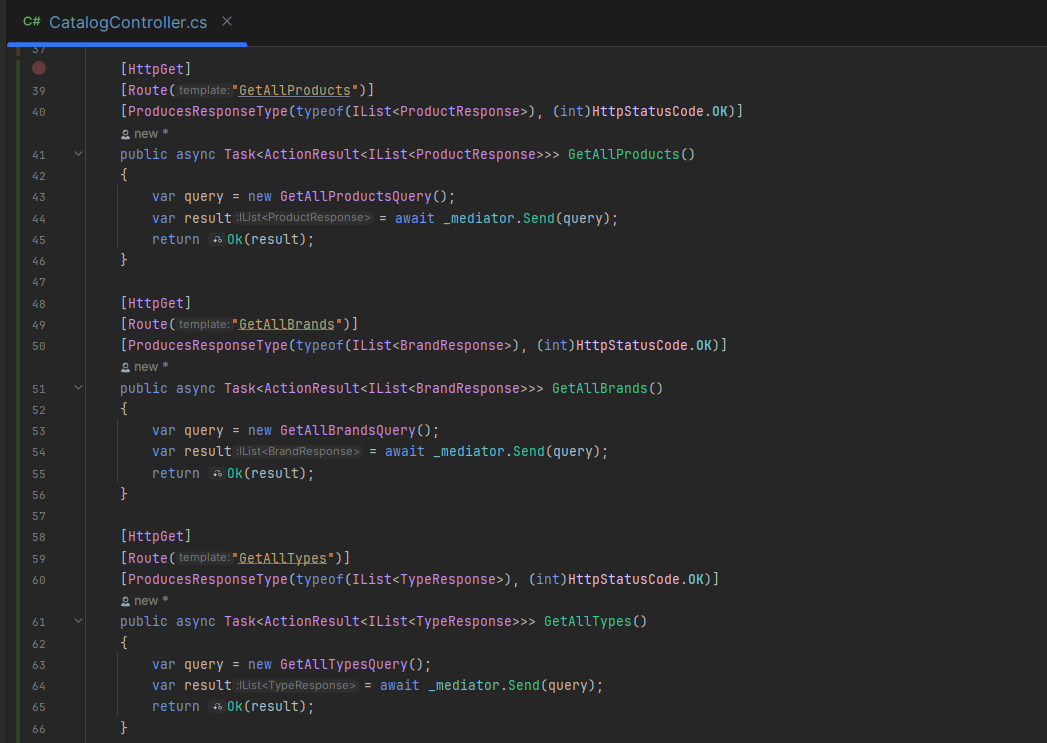 C# CatalogController.cs ×
37
[HttpGet]
39 [Route(template:"GetAllProducts")]
40 [ProducesResponseType(typeof(IList<ProductResponse>), (int)HttpStatusCode.OK)]
new *
41 public async Task<ActionResult<IList<ProductResponse>>> GetAllProducts()
42 {
43 var query = new GetAllProductsQuery();
44 var result:IList<ProductResponse> = await _mediator.Send(query);
45 return Ok(result);
46 }
47
48 [HttpGet]
49 [Route(template:"GetAllBrands")]
50 [ProducesResponseType(typeof(IList<BrandResponse>), (int)HttpStatusCode.OK)]
new *
51 public async Task<ActionResult<IList<BrandResponse>>> GetAllBrands()
52 {
53 var query = new GetAllBrandsQuery();
54 var result:IList<BrandResponse> = await _mediator.Send(query);
55 return Ok(result);
56 }
57
58 [HttpGet]
59 [Route(template:"GetAllTypes")]
60 [ProducesResponseType(typeof(IList<TypeResponse>), (int)HttpStatusCode.OK)]
new *
61 public async Task<ActionResult<IList<TypeResponse>>> GetAllTypes()
62 {
63 var query = new GetAllTypesQuery();
64 var result:IList<TypeResponse> = await _mediator.Send(query);
65 return Ok(result);
66 }